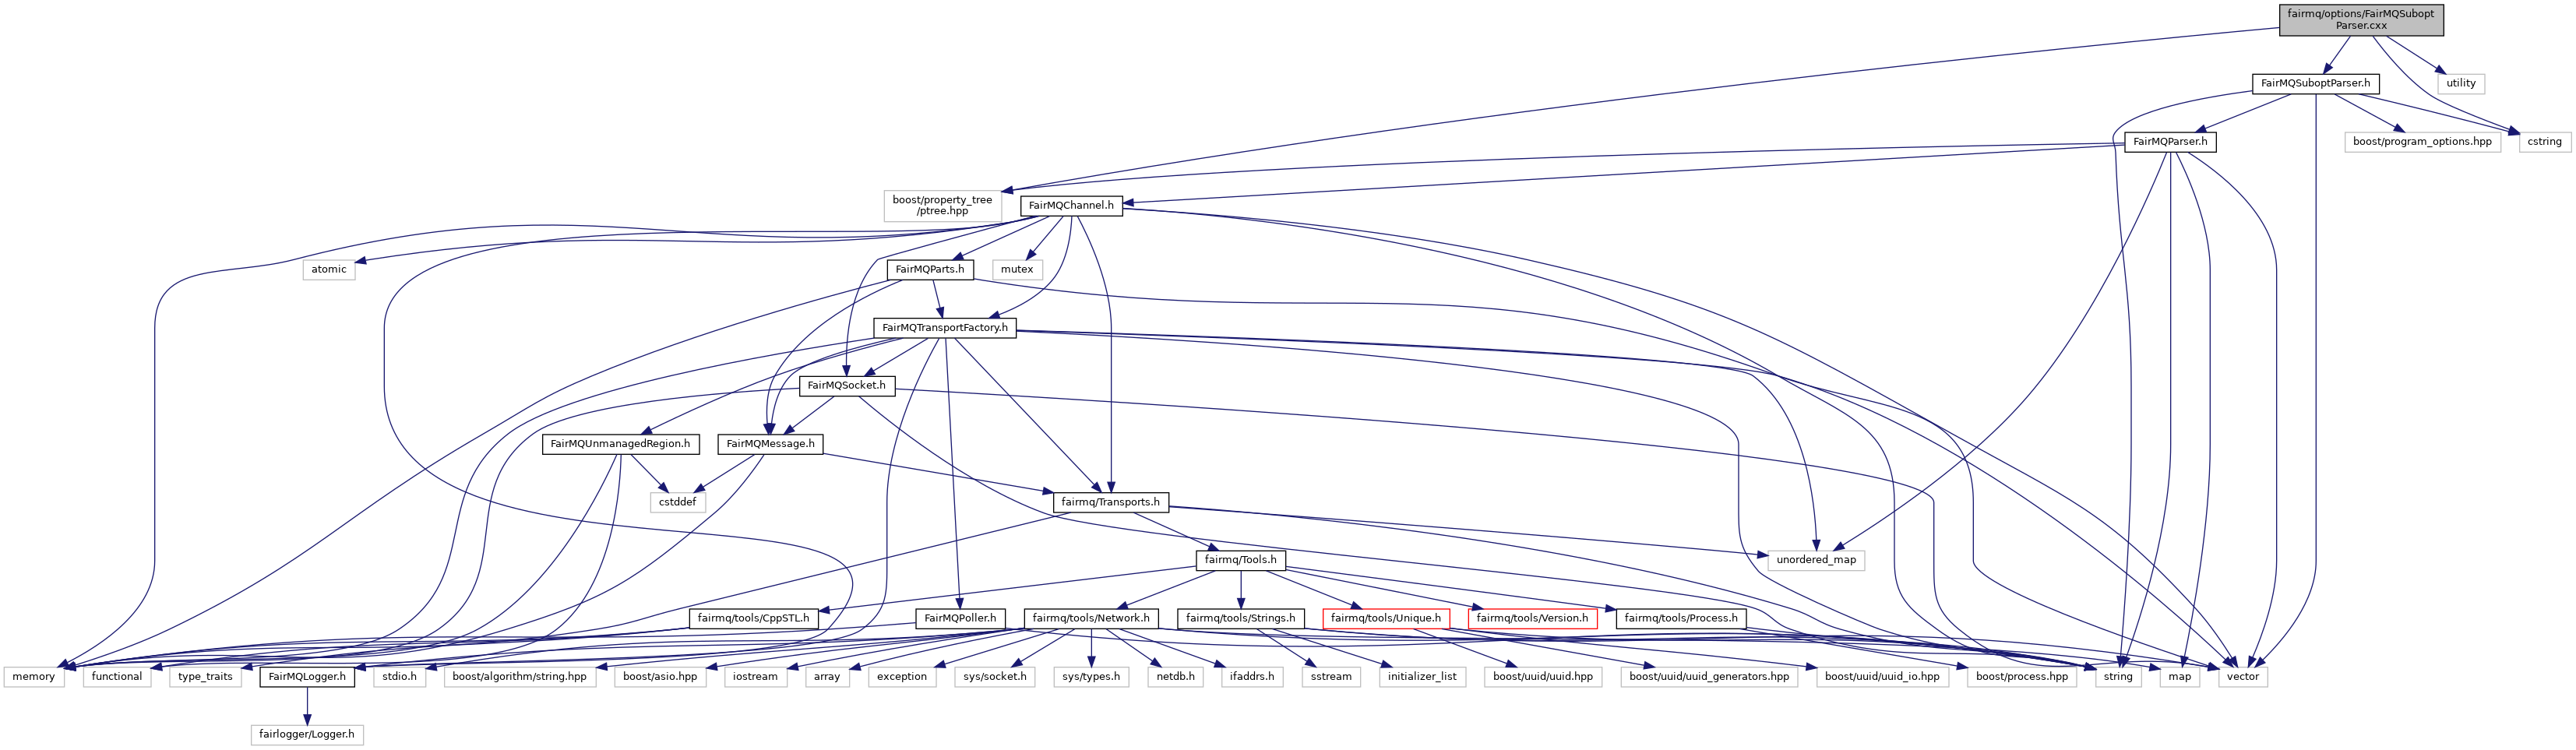 fairmq/options/FairMQSubopt
Parser.cxx
FairMQSuboptParser.h
utility
FairMQParser.h
boost/program_options.hpp
cstring
boost/property_tree
/ptree.hpp
FairMQChannel.h
atomic
FairMQParts.h
mutex
FairMQTransportFactory.h
FairMQSocket.h
FairMQUnmanagedRegion.h
FairMQMessage.h
cstddef
fairmq/Transports.h
fairmq/Tools.h
unordered_map
fairmq/tools/CppSTL.h
FairMQPoller.h
fairmq/tools/Network.h
fairmq/tools/Strings.h
fairmq/tools/Unique.h
fairmq/tools/Version.h
fairmq/tools/Process.h
memory
functional
type_traits
FairMQLogger.h
stdio.h
boost/algorithm/string.hpp
boost/asio.hpp
iostream
array
exception
sys/socket.h
sys/types.h
netdb.h
ifaddrs.h
sstream
initializer_list
boost/uuid/uuid.hpp
boost/uuid/uuid_generators.hpp
boost/uuid/uuid_io.hpp
boost/process.hpp
string
map
vector
fairlogger/Logger.h